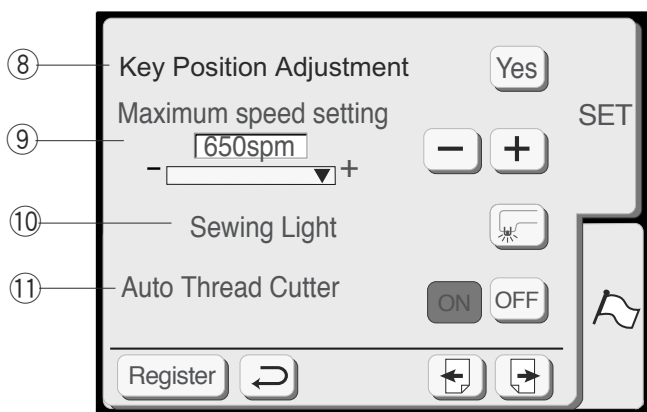 ⑧ Key Position Adjustment Yes
SET
Maximum speed setting
⑨ 650spm
- +
− +
⑩ Sewing Light
⑪ Auto Thread Cutter ON OFF
Register